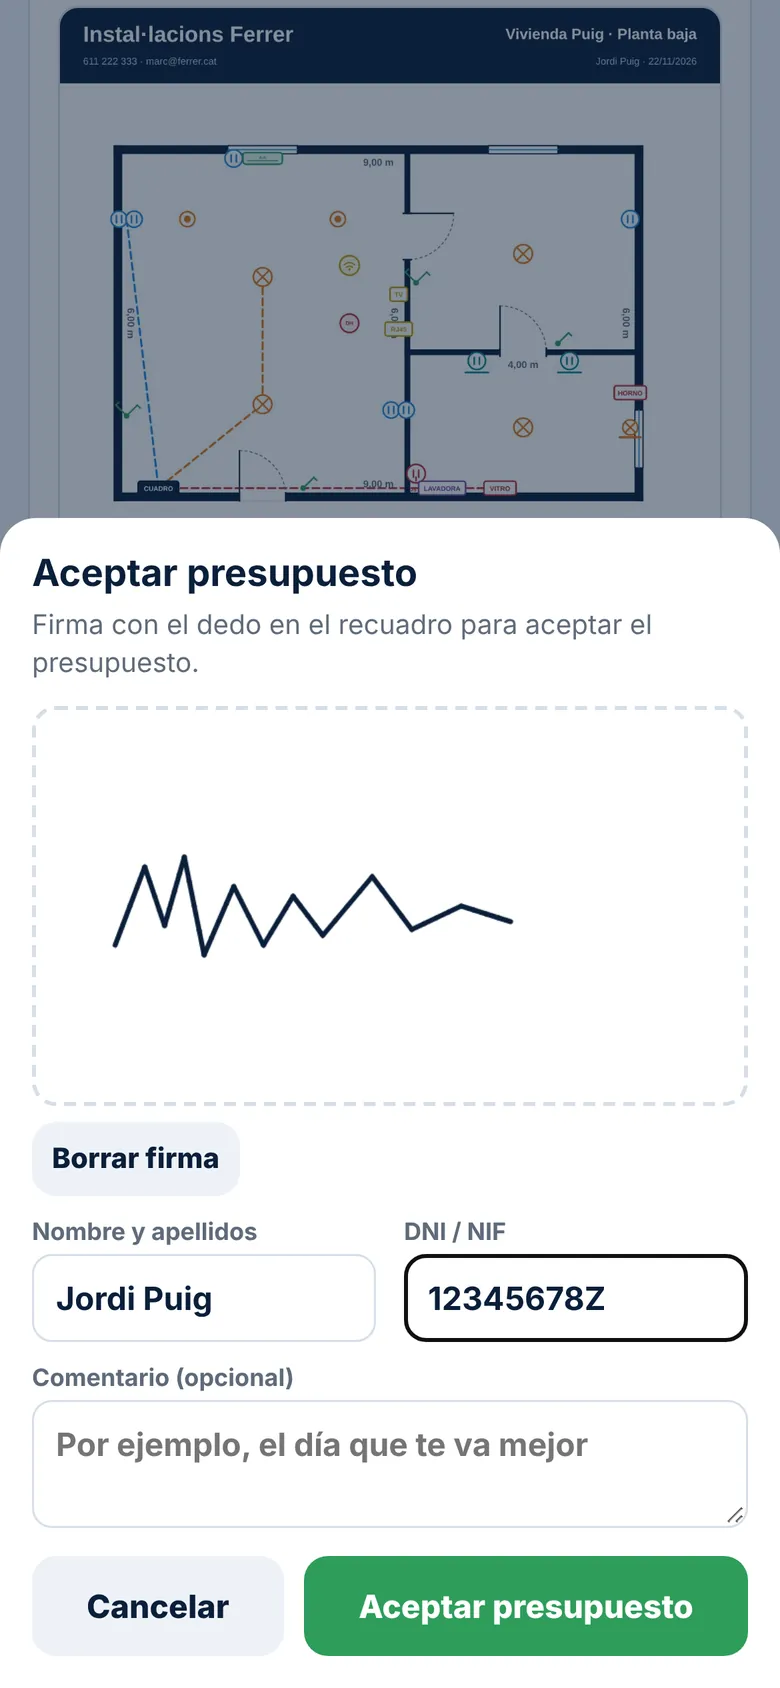 Instal·lacions Ferrer
Vivienda Puig · Planta baja
611 222 333 · marc@ferrer.cat
Jordi Puig · 22/11/2026
9,00 m
6,00 m
TV
RJ45
6,00 m
4,00 m
HORNO
CUADRO
9,00 m
LAVADORA
VITRO
Aceptar presupuesto
Firma con el dedo en el recuadro para aceptar el
presupuesto.
Borrar firma
Nombre y apellidos
DNI / NIF
Jordi Puig
12345678Z
Comentario (opcional)
Por ejemplo, el día que te va mejor
Cancelar
Aceptar presupuesto